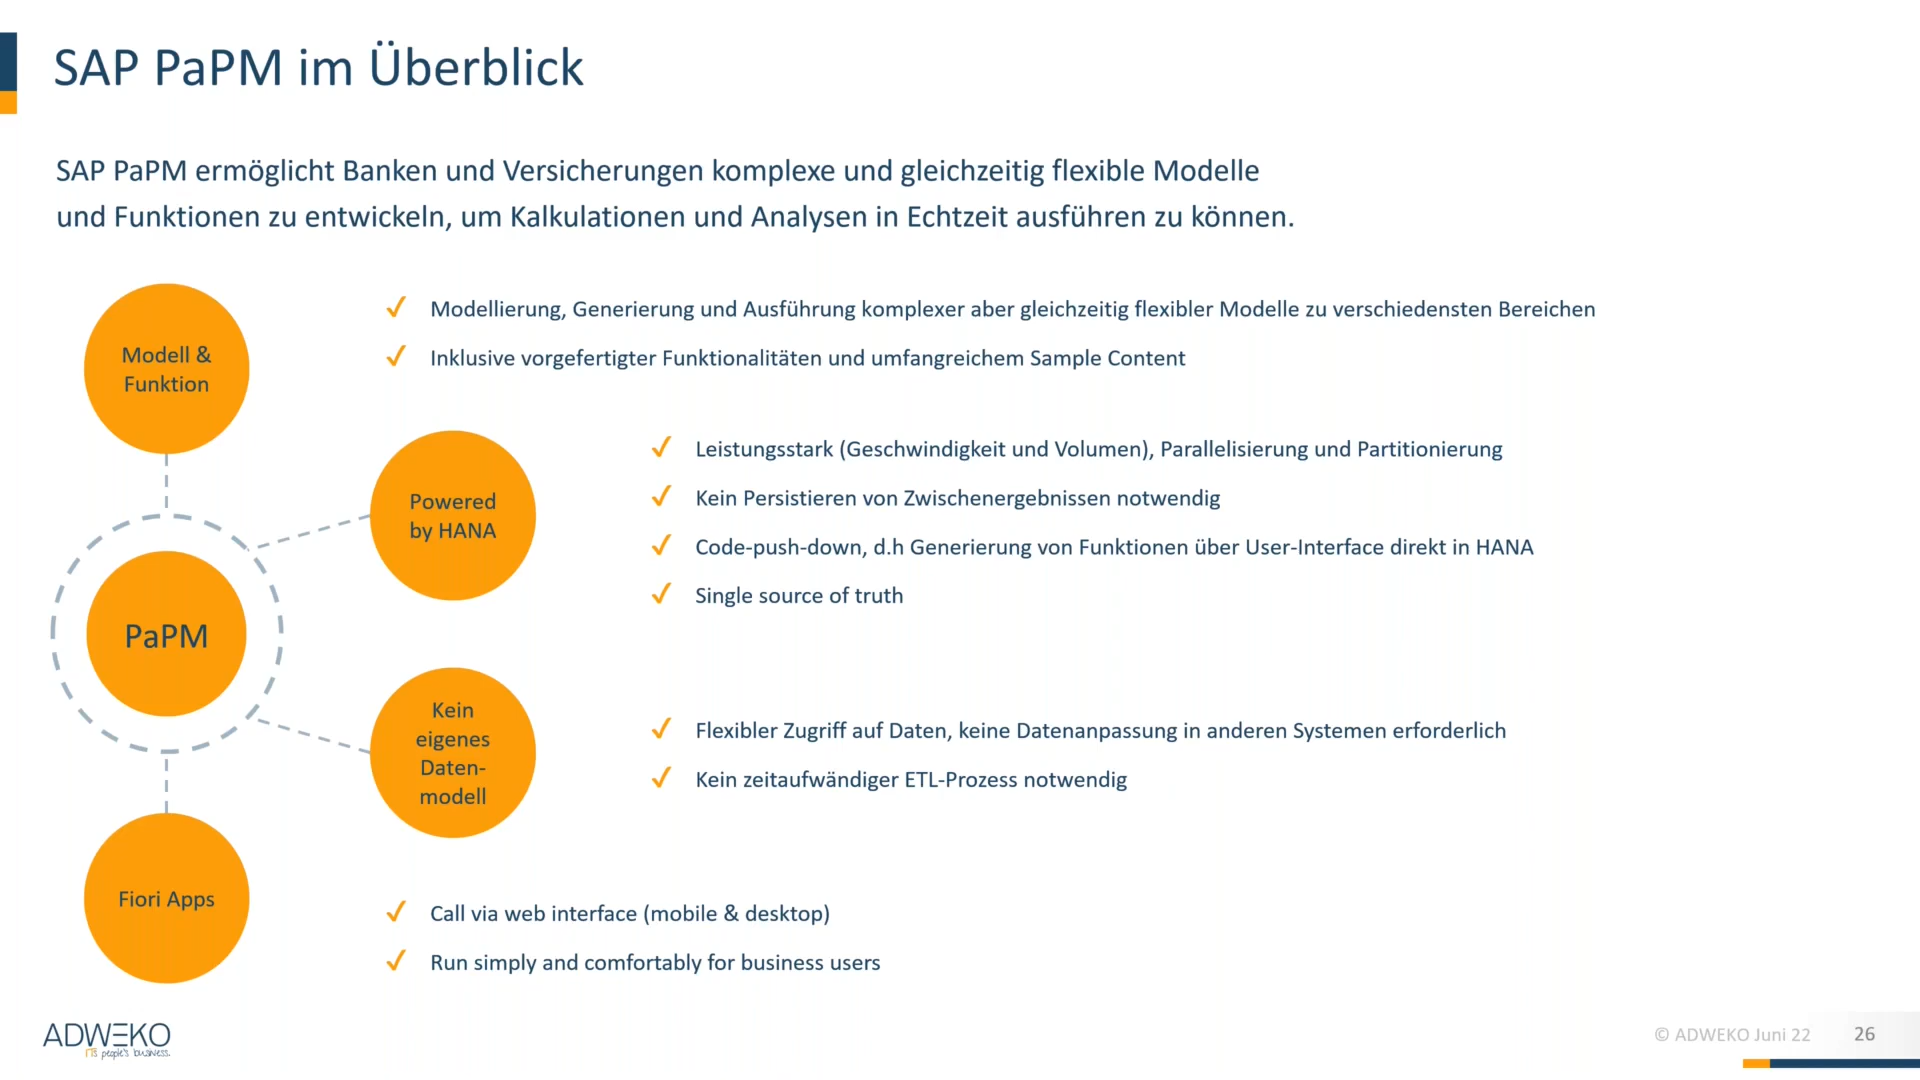 SAP PaPM im Überblick
SAP PaPM ermöglicht Banken und Versicherungen komplexe und gleichzeitig flexible Modelle
und Funktionen zu entwickeln, um Kalkulationen und Analysen in Echtzeit ausführen zu können.
Modell &
Funktion
✓ Modellierung, Generierung und Ausführung komplexer aber gleichzeitig flexibler Modelle zu verschiedensten Bereichen
✓ Inklusive vorgefertigter Funktionalitäten und umfangreichem Sample Content
Powered
by HANA
✓ Leistungsstark (Geschwindigkeit und Volumen), Parallelisierung und Partitionierung
✓ Kein Persistieren von Zwischenergebnissen notwendig
✓ Code-push-down, d.h Generierung von Funktionen über User-Interface direkt in HANA
✓ Single source of truth
PaPM
Kein
eigenes
Daten-
modell
✓ Flexibler Zugriff auf Daten, keine Datenanpassung in anderen Systemen erforderlich
✓ Kein zeitaufwändiger ETL-Prozess notwendig
Fiori Apps
✓ Call via web interface (mobile & desktop)
✓ Run simply and comfortably for business users
ADWEKO
IT's people's business.
© ADWEKO Juni 22
26